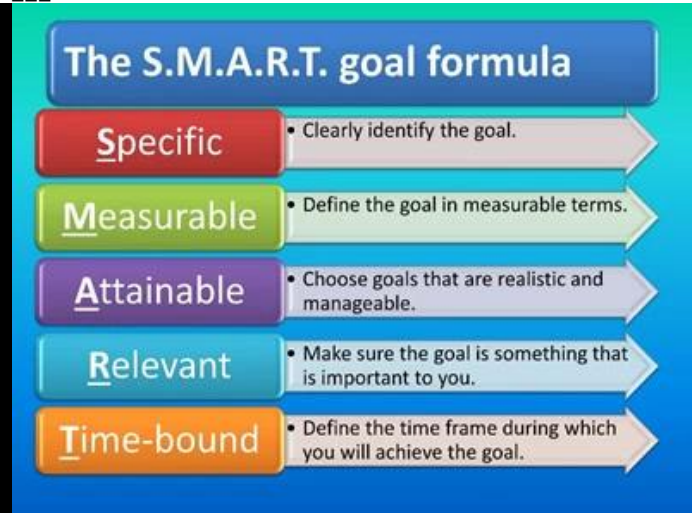 The S.M.A.R.T. goal formula
Specific
• Clearly identify the goal.
Measurable
• Define the goal in measurable terms.
Attainable
• Choose goals that are realistic and
manageable.
Relevant
• Make sure the goal is something that
is important to you.
Time-bound
• Define the time frame during which
you will achieve the goal.